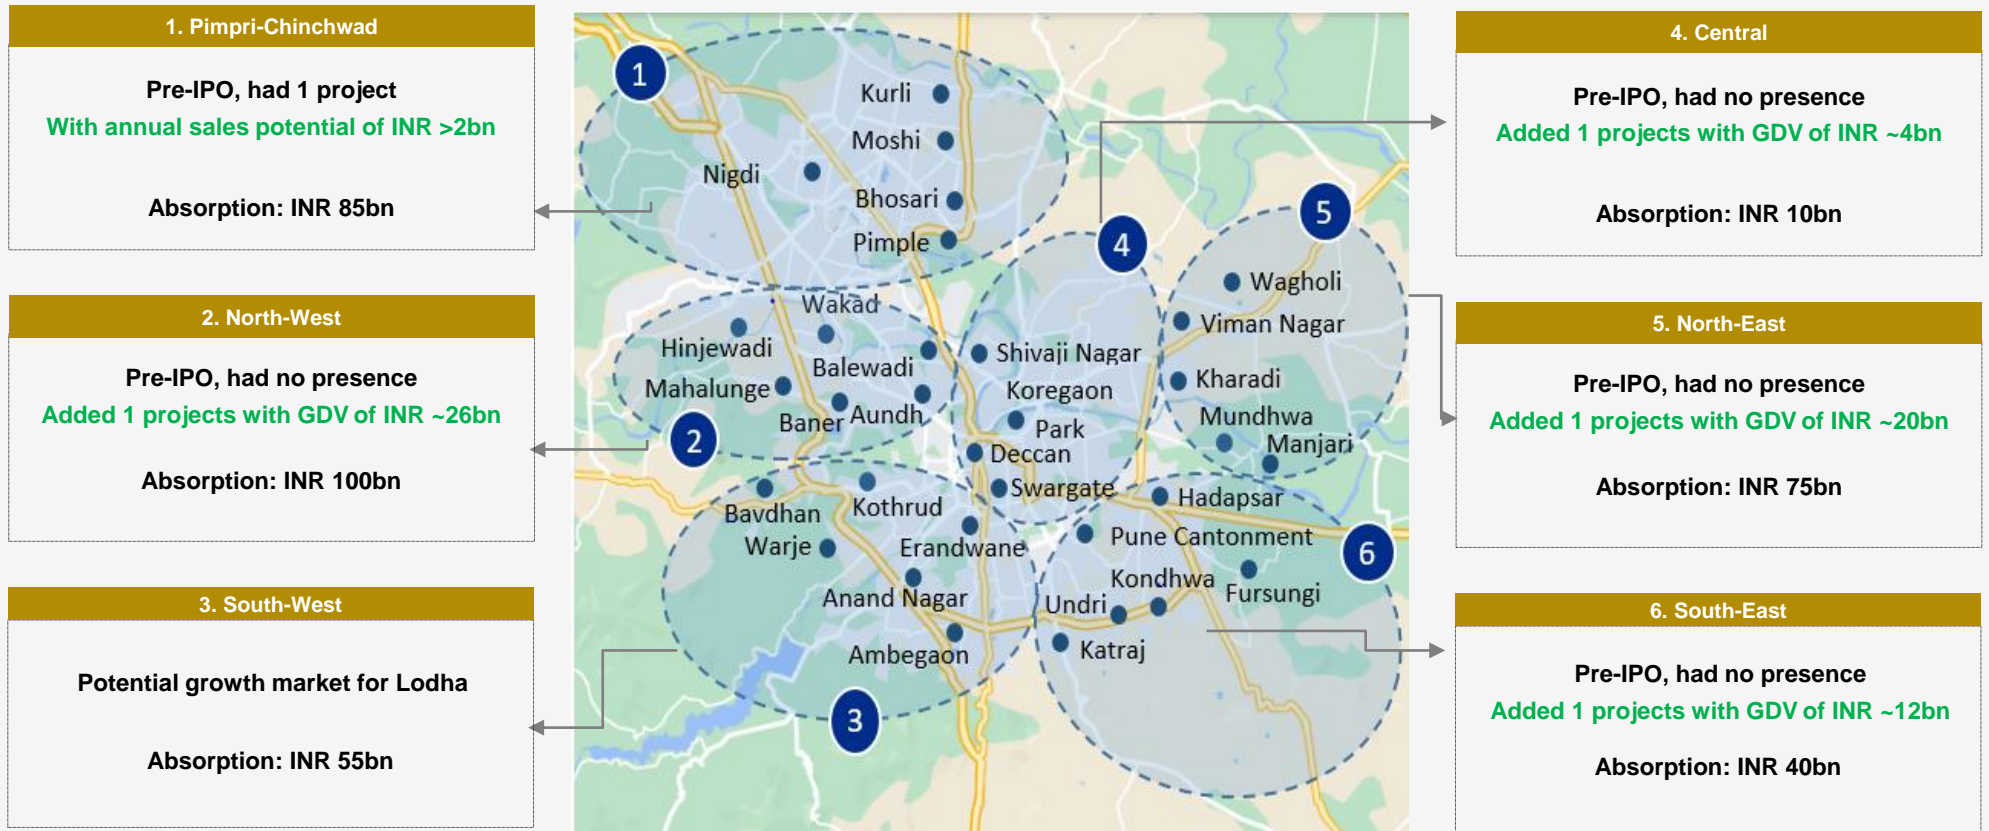 1. Pimpri-Chinchwad
Pre-IPO, had 1 project
With annual sales potential of INR >2bn
Absorption: INR 85bn
2. North-West
Pre-IPO, had no presence
Added 1 projects with GDV of INR ~26bn
Absorption: INR 100bn
3. South-West
Potential growth market for Lodha
Absorption: INR 55bn
1
Kurli
Moshi
Nigdi
Bhosari
Pimple
4
5
Wagholi
Wakad
Viman Nagar
Hinjewadi
Shivaji Nagar
Balewadi
Mahalunge
Koregaon
Kharadi
Baner
Aundh
Mundhwa
2
Park
Manjari
Deccan
Swargate
Hadapsar
Bavdhan
Kothrud
Warje
Erandwane
Pune Cantonment
6
Kondhwa
Anand Nagar
Undri
Fursungi
Ambegaon
Katraj
3
4. Central
Pre-IPO, had no presence
Added 1 projects with GDV of INR ~4bn
Absorption: INR 10bn
5. North-East
Pre-IPO, had no presence
Added 1 projects with GDV of INR ~20bn
Absorption: INR 75bn
6. South-East
Pre-IPO, had no presence
Added 1 projects with GDV of INR ~12bn
Absorption: INR 40bn